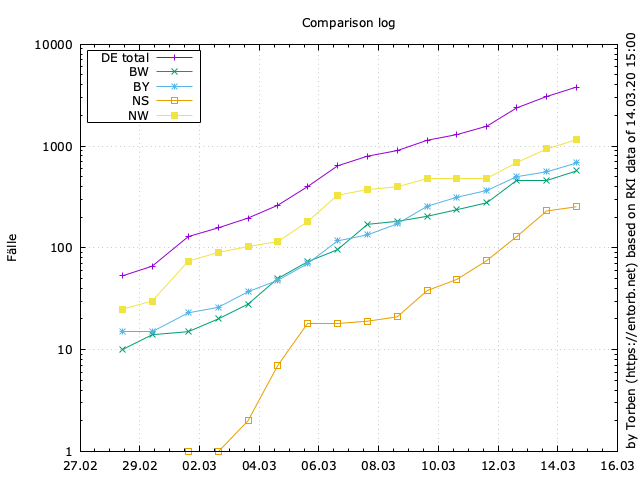 Comparison log
10000
1000
100
10
1
Fälle
DE total
BW
BY
NS
NW
27.02 29.02 02.03 04.03 06.03 08.03 10.03 12.03 14.03 16.03
by Torben (https://entorb.net) based on RKI data of 14.03.20 15:00